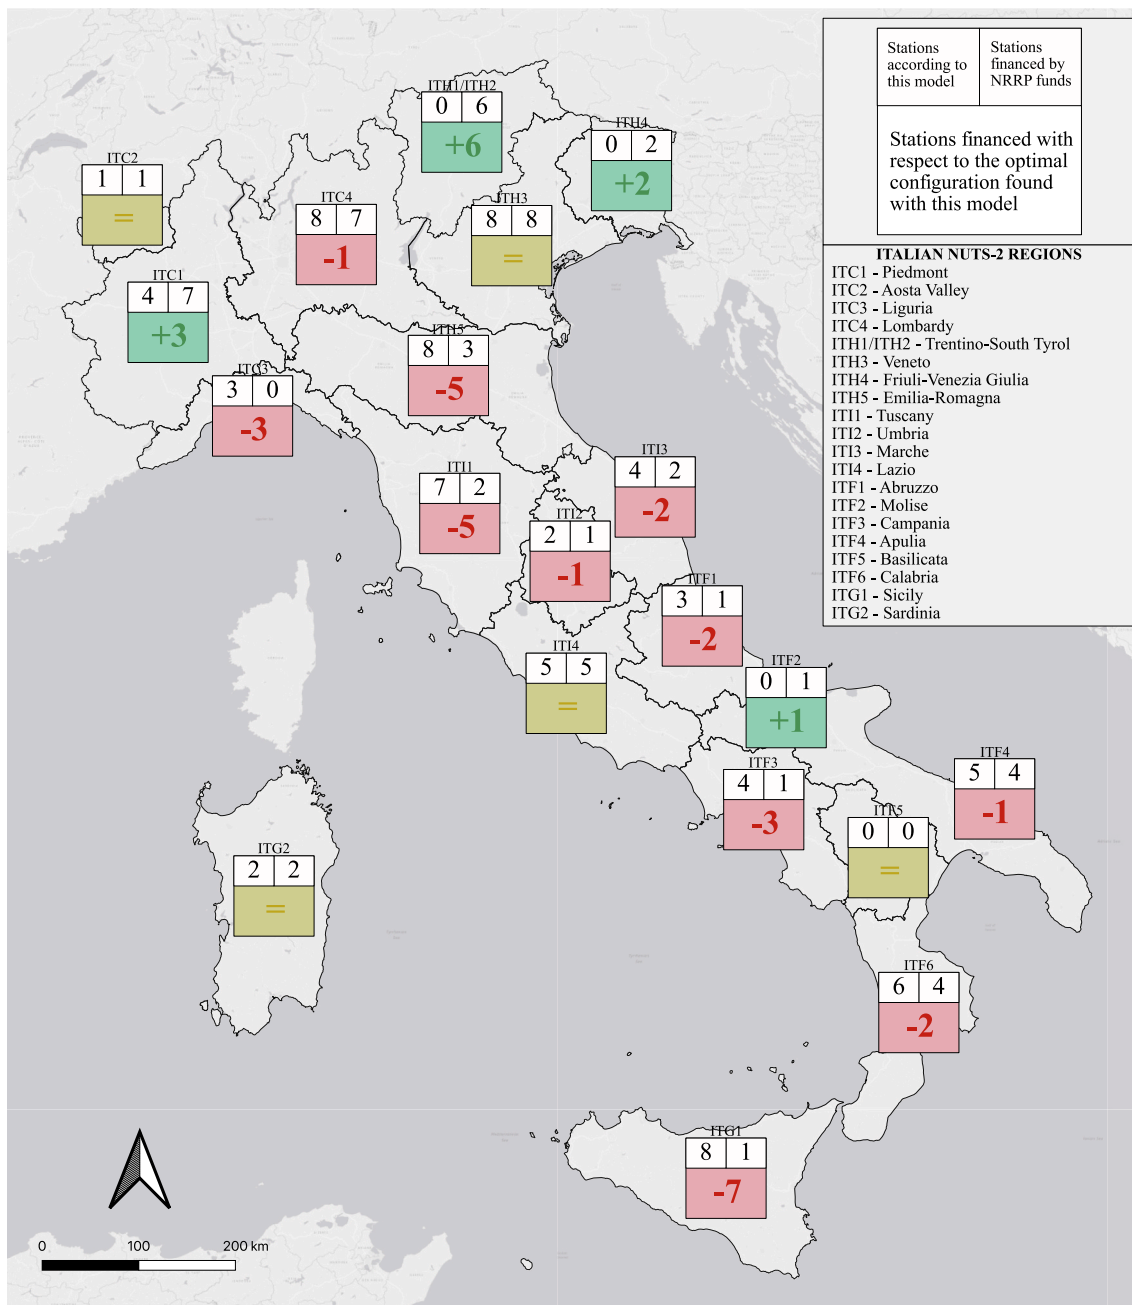 Stations
according to
this model
Stations
financed by
NRRP funds
Stations financed with
respect to the optimal
configuration found
with this model
ITALIAN NUTS-2 REGIONS
ITC1 - Piedmont
ITC2 - Aosta Valley
ITC3 - Liguria
ITC4 - Lombardy
ITH1/ITH2 - Trentino-South Tyrol
ITH3 - Veneto
ITH4 - Friuli-Venezia Giulia
ITH5 - Emilia-Romagna
ITI1 - Tuscany
ITI2 - Umbria
ITI3 - Marche
ITI4 - Lazio
ITF1 - Abruzzo
ITF2 - Molise
ITF3 - Campania
ITF4 - Apulia
ITF5 - Basilicata
ITF6 - Calabria
ITG1 - Sicily
ITG2 - Sardinia
ITH1/ITH2
0 6
+6
ITH4
0 2
+2
ITC2
1 1
=
ITC4
8 7
-1
ITH3
8 8
=
ITC1
4 7
+3
ITH5
8 3
-5
ITC3
3 0
-3
ITI3
4 2
-2
ITI1
7 2
-5
ITI2
2 1
-1
ITF1
3 1
-2
ITI4
5 5
=
ITF2
0 1
+1
ITF3
4 1
-3
ITF4
5 4
-1
ITF5
0 0
=
ITG2
2 2
=
ITF6
6 4
-2
ITG1
8 1
-7
0 100 200 km